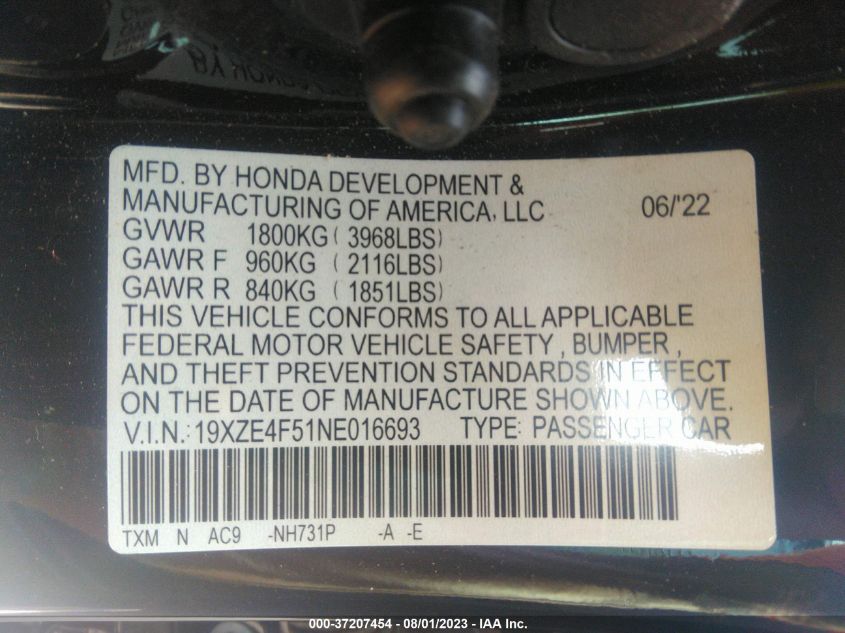 MFD. BY HONDA DEVELOPMENT &
MANUFACTURING OF AMERICA, LLC 06/'22
GVWR 1800KG ( 3968LBS)
GAWR F 960KG ( 2116LBS)
GAWR R 840KG ( 1851LBS)
THIS VEHICLE CONFORMS TO ALL APPLICABLE
FEDERAL MOTOR VEHICLE SAFETY , BUMPER ,
AND THEFT PREVENTION STANDARDS IN EFFECT
ON THE DATE OF MANUFACTURE SHOWN ABOVE.
V.I.N.: 19XZE4F51NE016693 TYPE: PASSENGER CAR
TXM N AC9 -NH731P -A -E
000-37207454 - 08/01/2023 - IAA Inc.